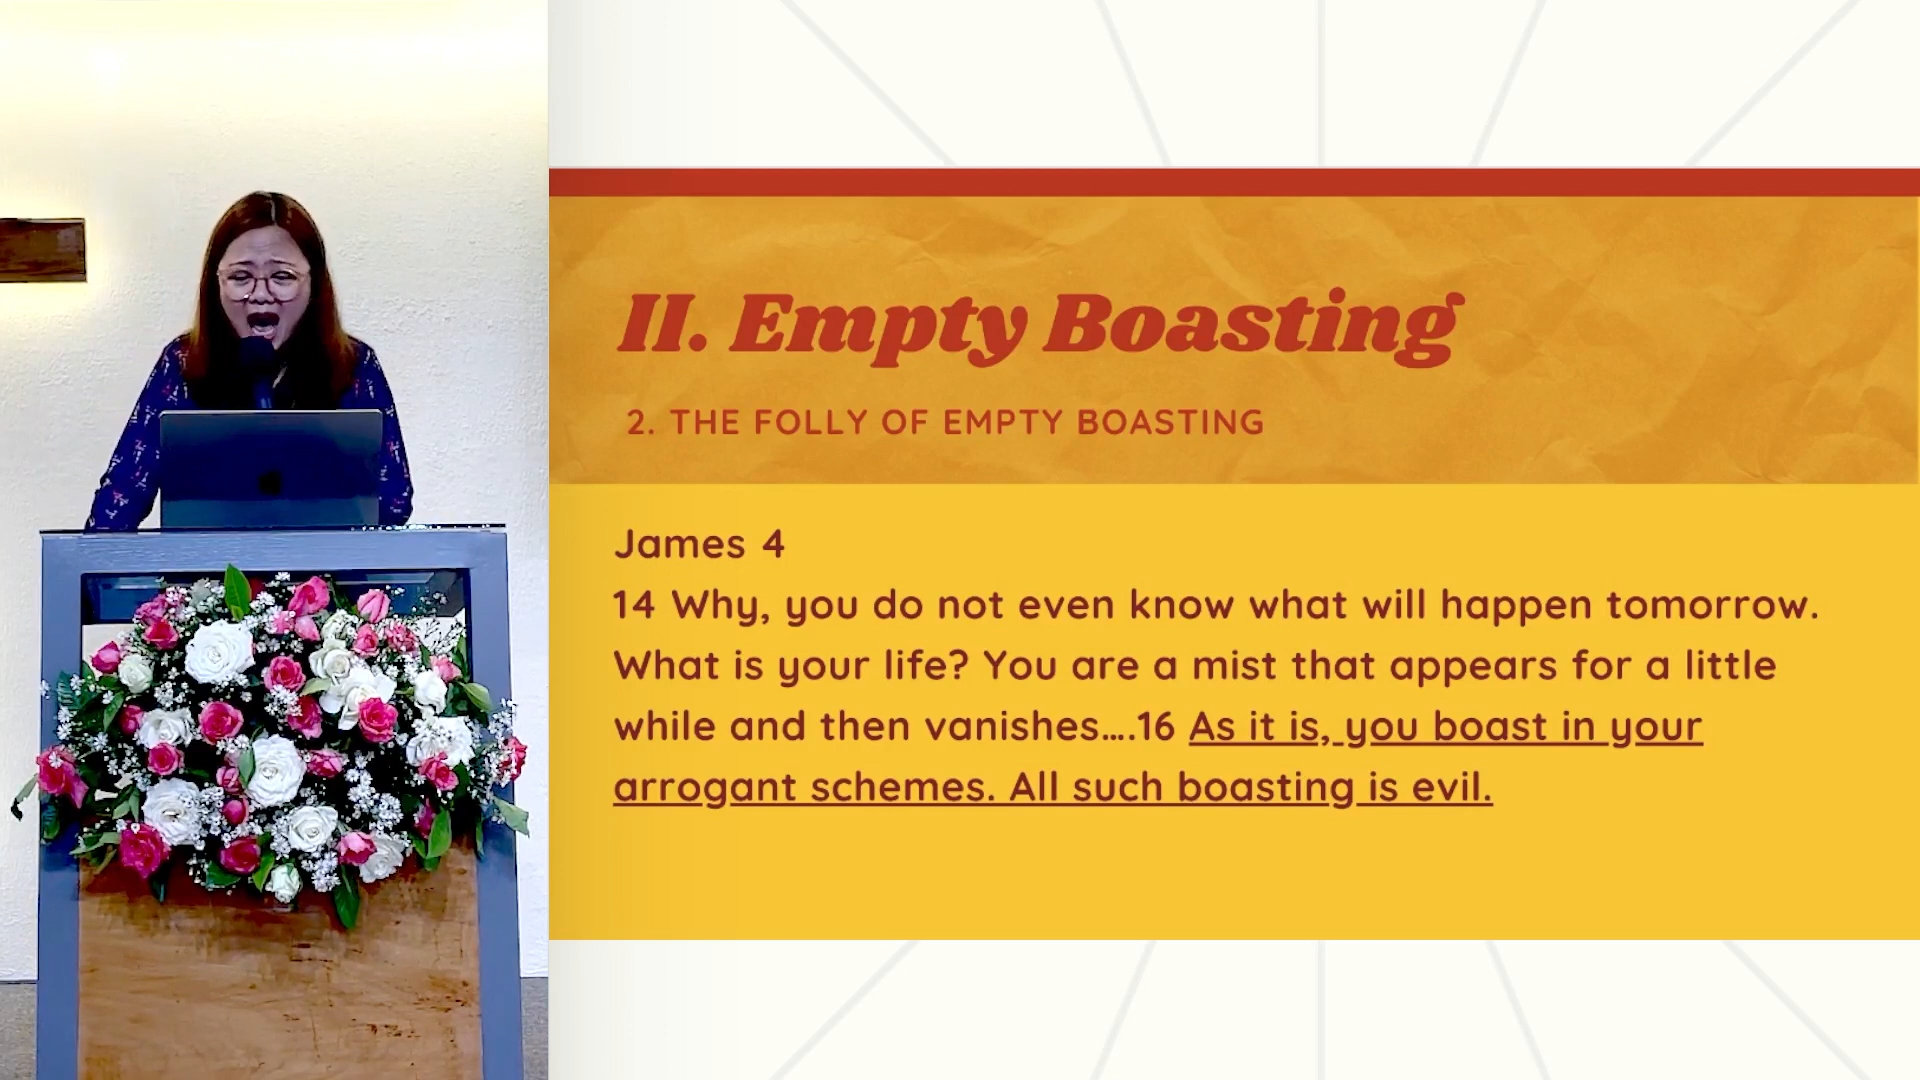 II. Empty Boasting
2. THE FOLLY OF EMPTY BOASTING
James 4
14 Why, you do not even know what will happen tomorrow.
What is your life? You are a mist that appears for a little
while and then vanishes....16 As it is, you boast in your
arrogant schemes. All such boasting is evil.